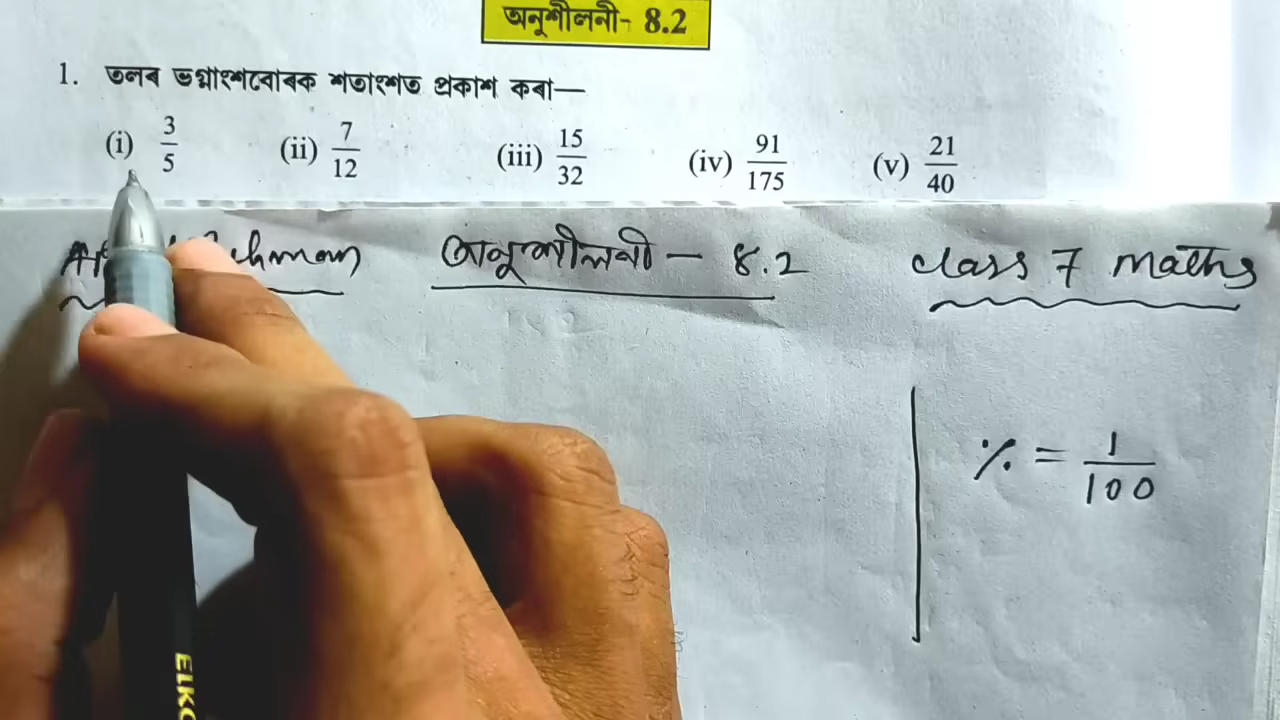 অনুশীলনী- 8.2
1. তলৰ ভগ্নাংশবোৰক শতাংশত প্ৰকাশ কৰা—
(i) 3/5 (ii) 7/12 (iii) 15/32 (iv) 91/175 (v) 21/40
অনুশীলনী - 8.2 class 7 maths
% = 1/100